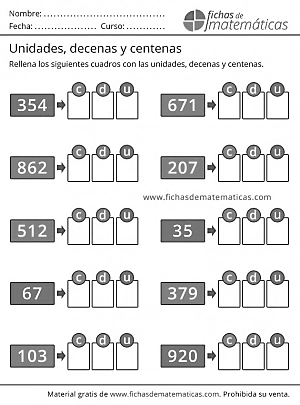 Nombre: ........................................
Fecha: .................... Curso: ............
fichas de
matemáticas
Unidades, decenas y centenas
Rellena los siguientes cuadros con las unidades, decenas y centenas.
354 c d u 671 c d u
862 c d u 207 c d u
www.fichasdematematicas.com
512 c d u 35 c d u
67 c d u 379 c d u
103 c d u 920 c d u
Material gratis de www.fichasdematematicas.com. Prohibida su venta.